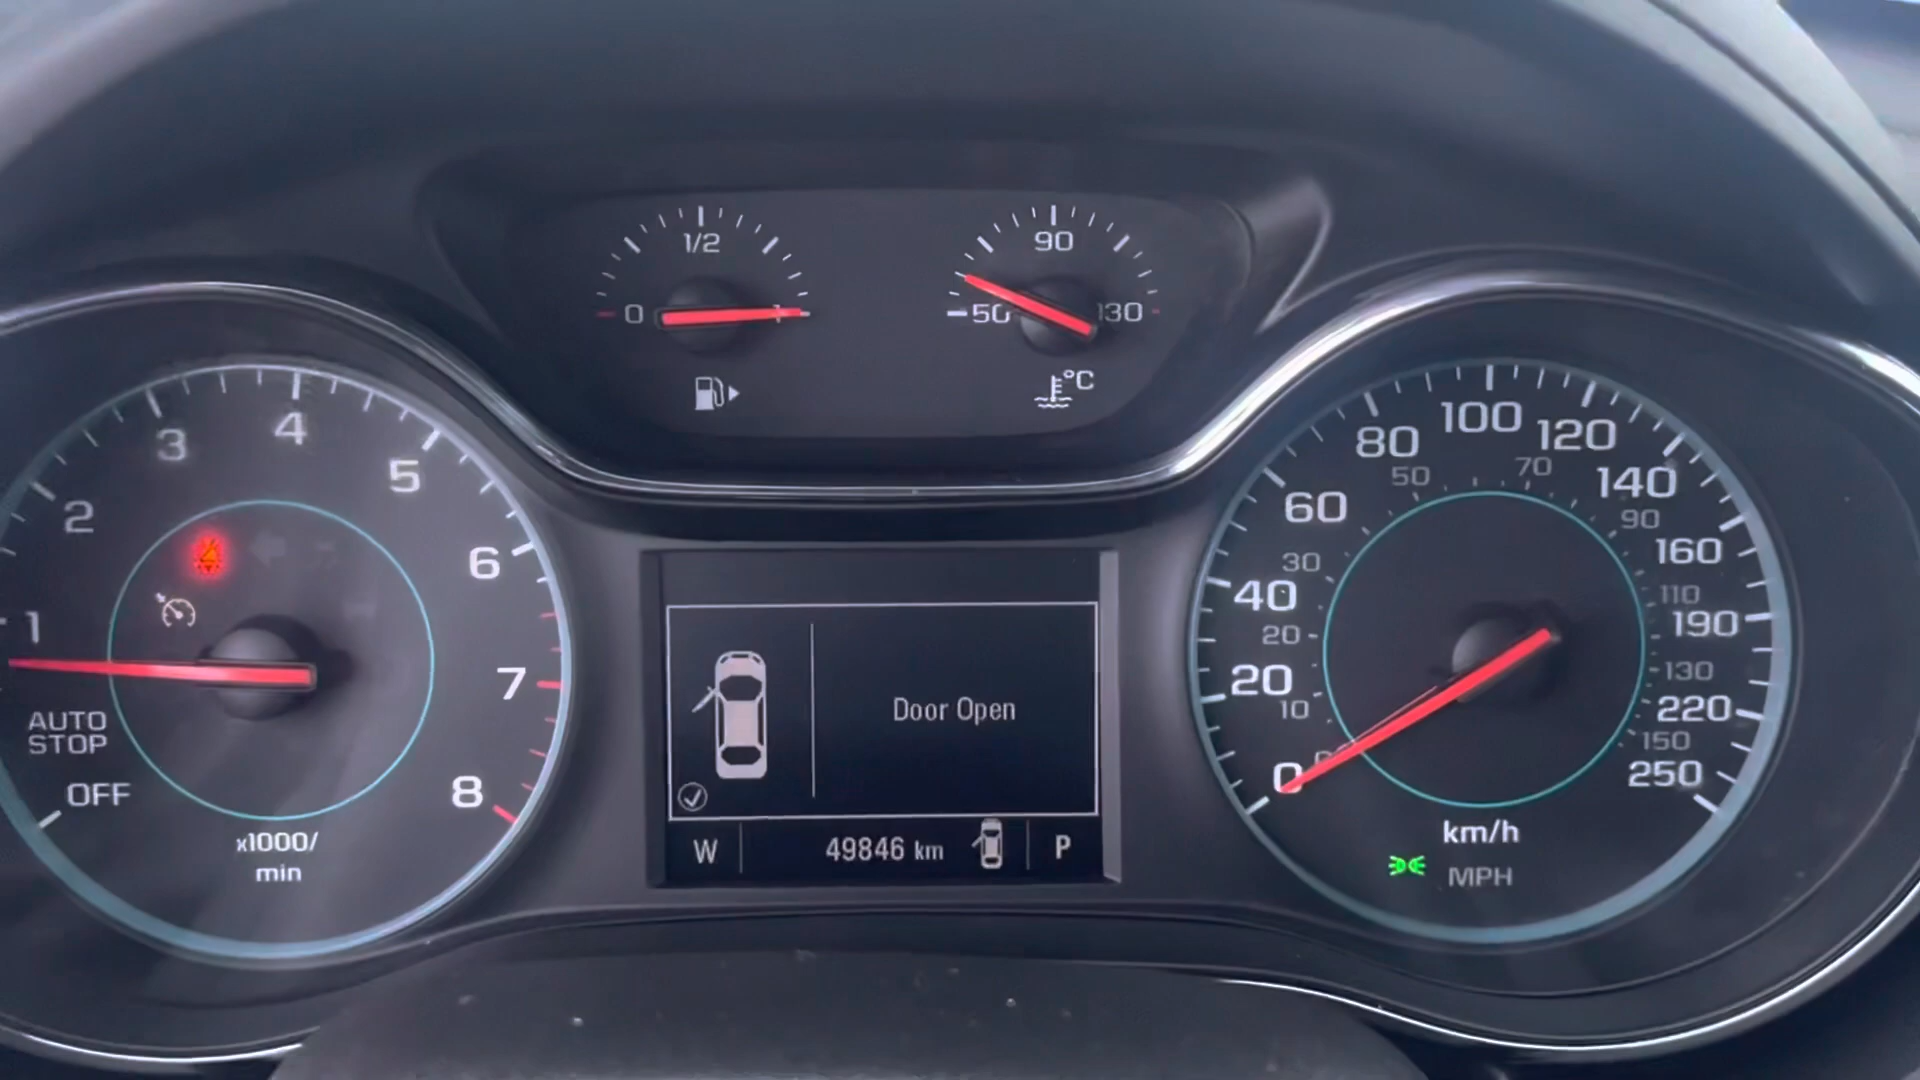 0 1/2 1
50 90 130
°C
1 2 3 4 5 6 7 8
AUTO
STOP
OFF
x1000/
min
Door Open
W 49846 km P
0 20 40 60 80 100 120 140 160 190 220 250
0 10 20 30 50 70 90 110 130 150
km/h
MPH